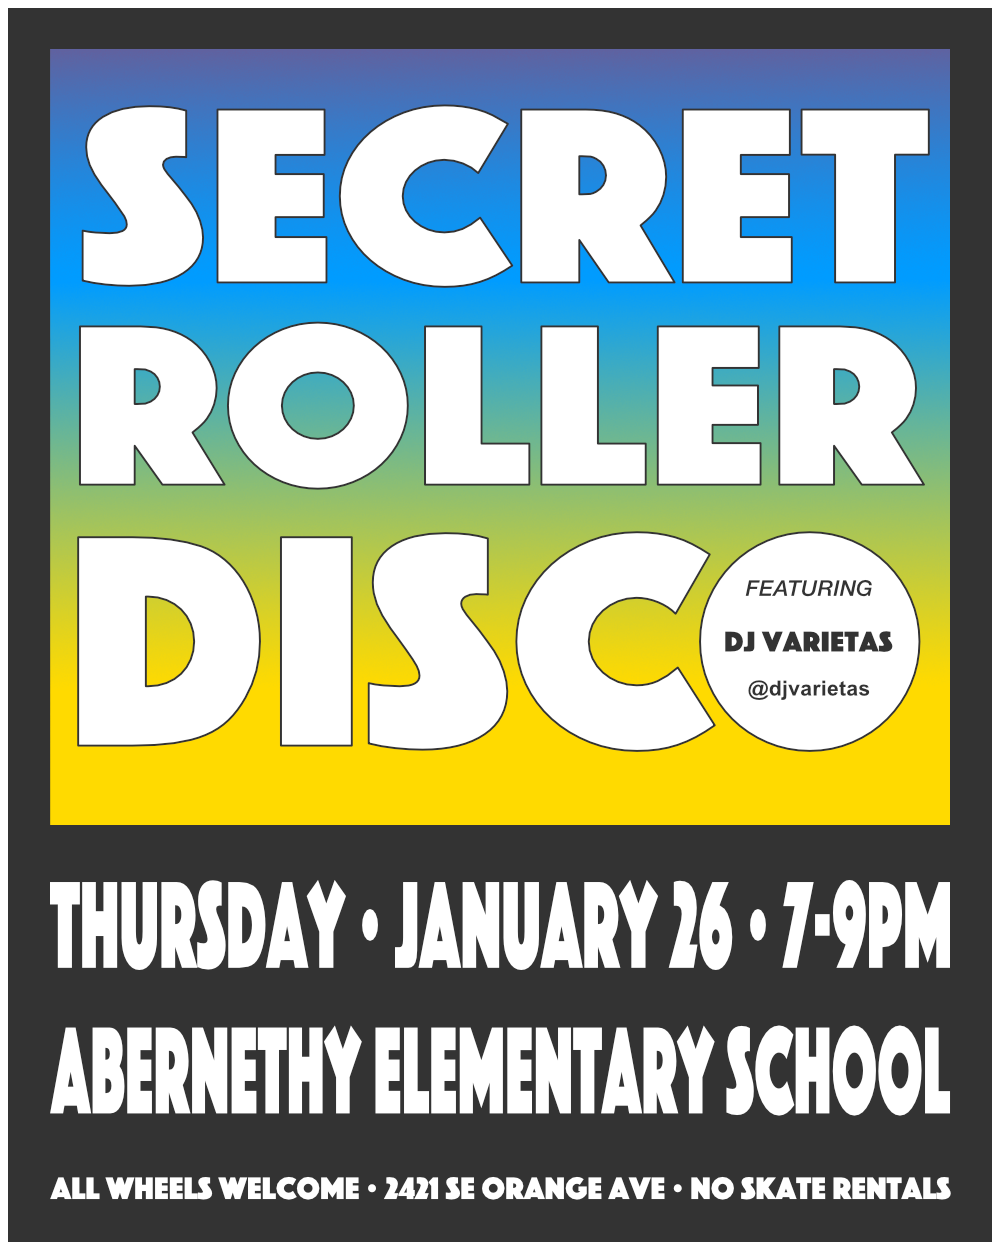 SECRET
ROLLER
DISCO
FEATURING
DJ VARIETAS
@djvarietas
THURSDAY • JANUARY 26 • 7-9PM
ABERNETHY ELEMENTARY SCHOOL
ALL WHEELS WELCOME • 2421 SE ORANGE AVE • NO SKATE RENTALS